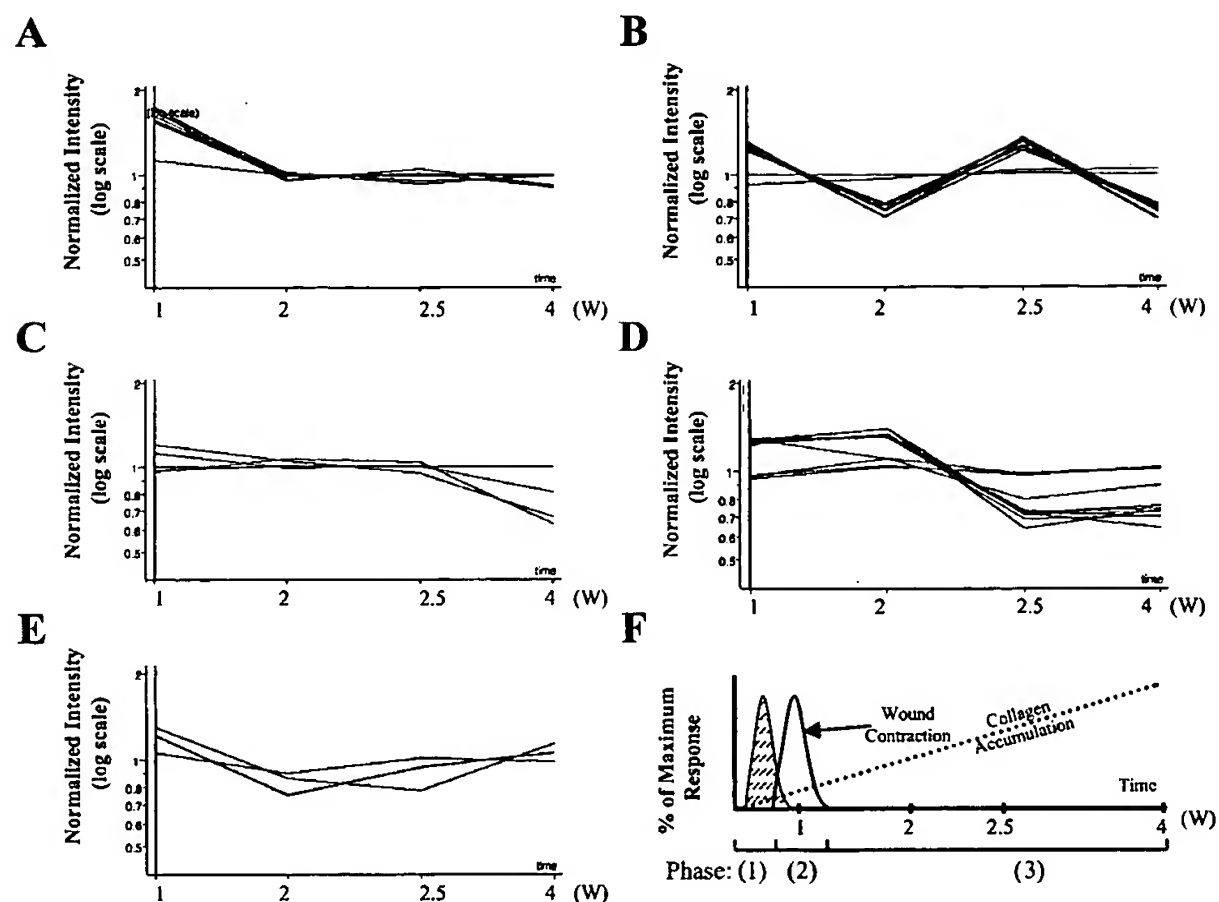 A
Normalized Intensity
(log scale)
2
1
0.8
0.7
0.6
0.5
time
1 2 2.5 4 (W)
B
Normalized Intensity
(log scale)
2
1
0.8
0.7
0.6
0.5
time
1 2 2.5 4 (W)
C
Normalized Intensity
(log scale)
2
1
0.8
0.7
0.6
0.5
time
1 2 2.5 4 (W)
D
Normalized Intensity
(log scale)
2
1
0.8
0.7
0.6
0.5
time
1 2 2.5 4 (W)
E
Normalized Intensity
(log scale)
2
1
0.8
0.7
0.6
0.5
time
1 2 2.5 4 (W)
F
% of Maximum
Response
Wound
Contraction
Collagen
Accumulation
Time
1 2 2.5 4 (W)
Phase: (1) (2) (3)